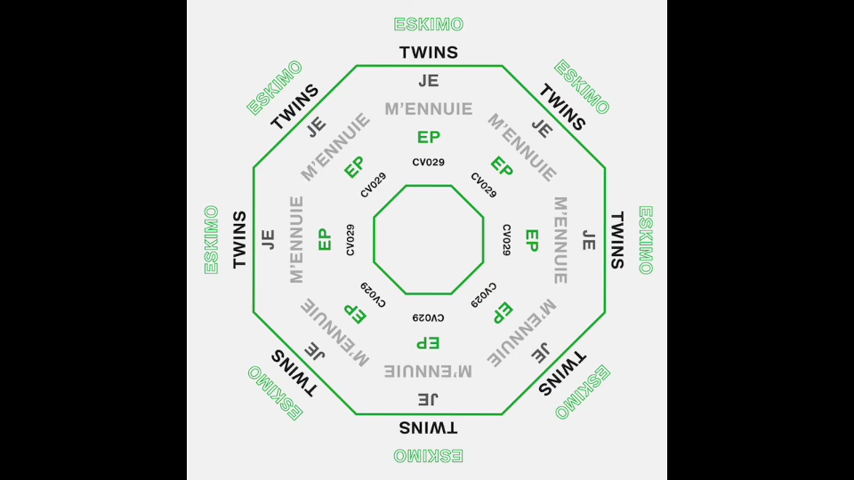 ESKIMO
TWINS
JE
M'ENNUIE
EP
CV029
ESKIMO
TWINS
JE
M'ENNUIE
EP
CV029
ESKIMO
TWINS
JE
M'ENNUIE
EP
CV029
ESKIMO
TWINS
JE
M'ENNUIE
EP
CV029
ESKIMO
TWINS
JE
M'ENNUIE
EP
CV029
ESKIMO
TWINS
JE
M'ENNUIE
EP
CV029
ESKIMO
TWINS
JE
M'ENNUIE
EP
CV029
ESKIMO
TWINS
JE
M'ENNUIE
EP
CV029